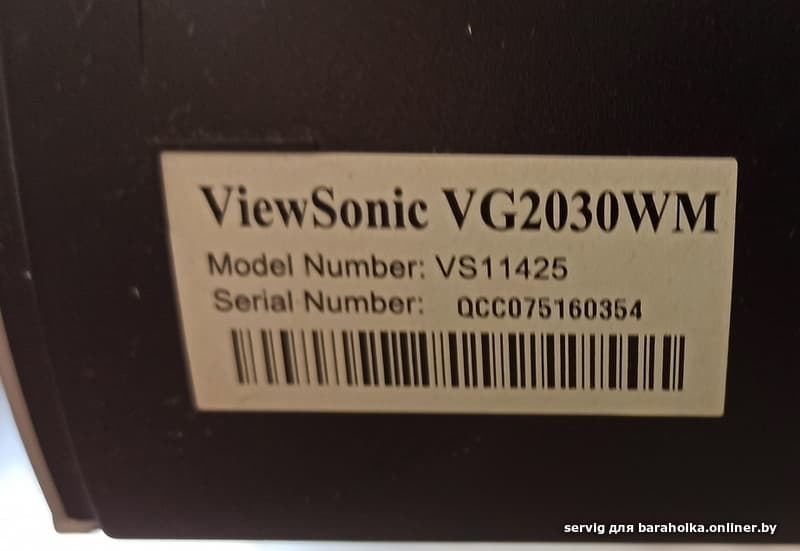 ViewSonic VG2030WM
Model Number: VS11425
Serial Number: QCC075160354
servig для baraholka.onliner.by